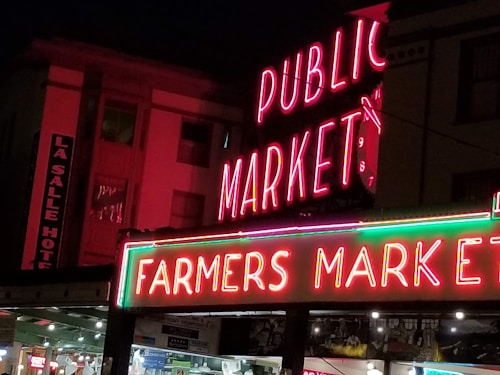 PUBLIC
MARKET
LA SALLE HOTE
FARMERS MARKET